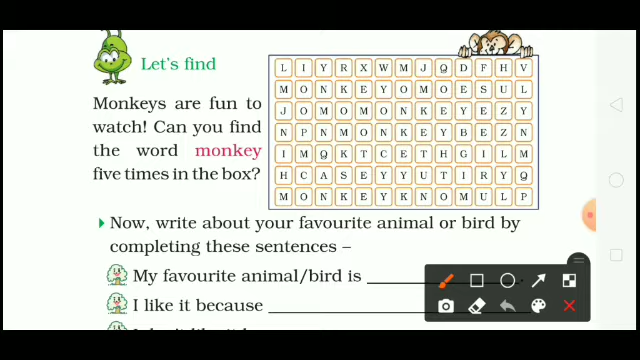 Let's find
Monkeys are fun to
watch! Can you find
the word monkey
five times in the box?
L I Y R X W M J Q D F H V
M O N K E Y O M O E S U L
J O M O M O N K E Y E Z Y
N P N M O N K E Y B E Z N
I M Q K T C E T H G I L M
H C A S E Y Y U T I R Y Q
M O N K E Y K N O M U L P
Now, write about your favourite animal or bird by
completing these sentences –
My favourite animal/bird is
I like it because